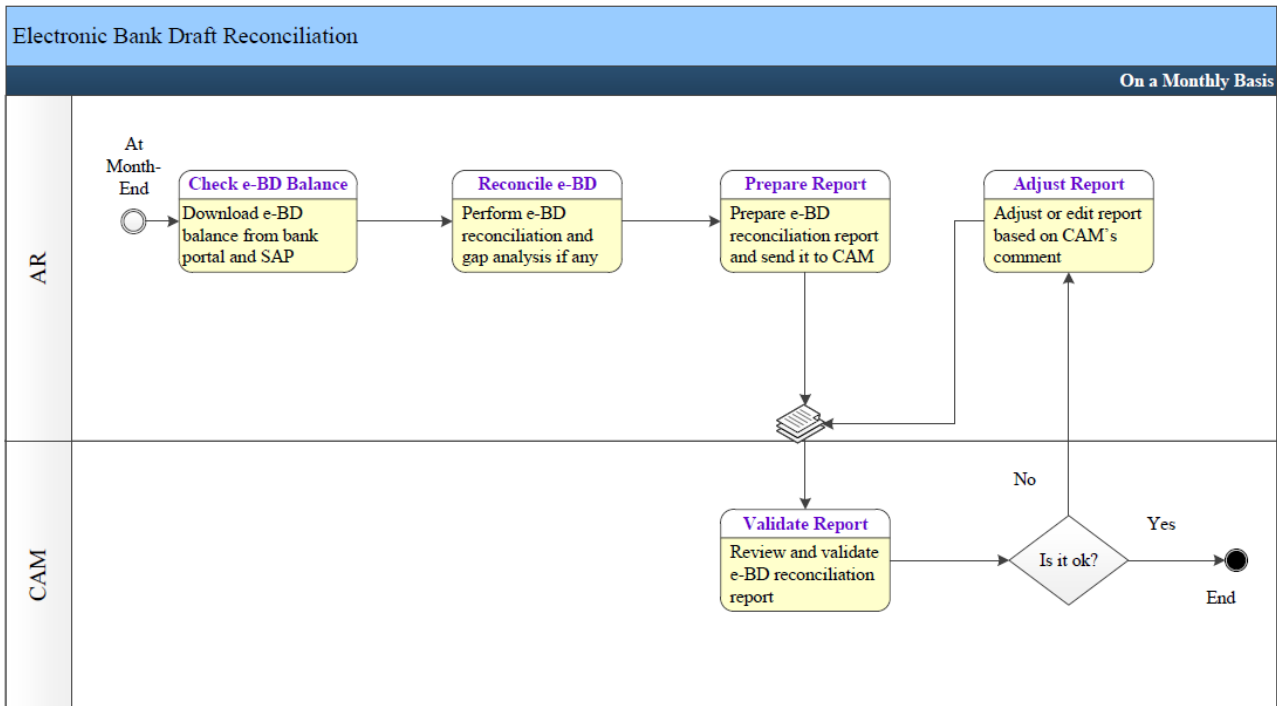 Electronic Bank Draft Reconciliation
On a Monthly Basis
AR
At
Month-
End
Check e-BD Balance
Download e-BD
balance from bank
portal and SAP
Reconcile e-BD
Perform e-BD
reconciliation and
gap analysis if any
Prepare Report
Prepare e-BD
reconciliation report
and send it to CAM
Adjust Report
Adjust or edit report
based on CAM`s
comment
CAM
Validate Report
Review and validate
e-BD reconciliation
report
Is it ok?
No
Yes
End